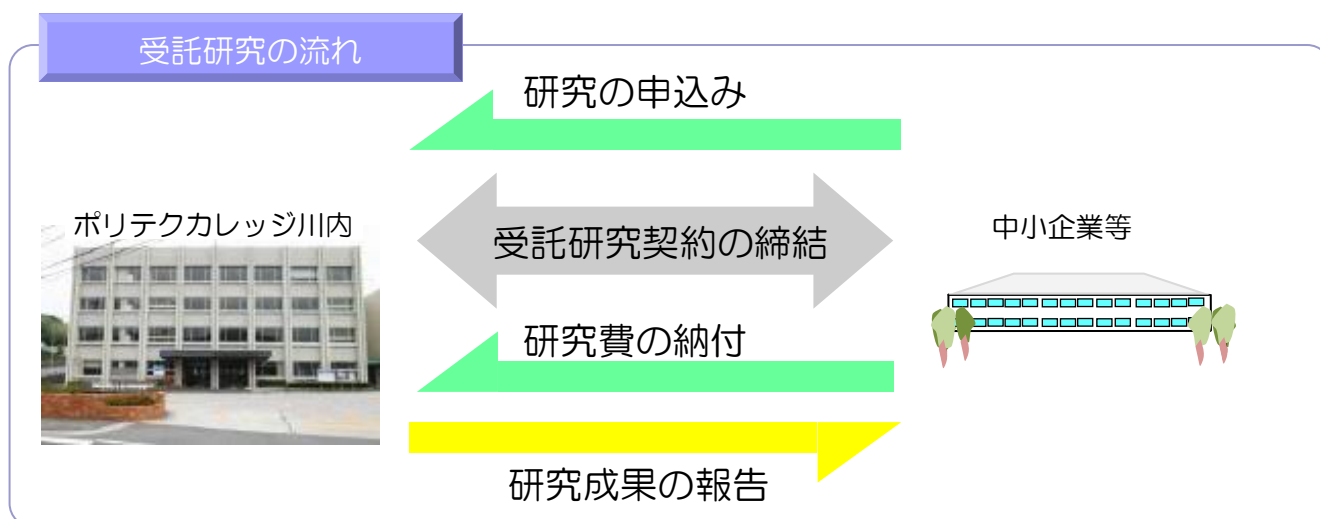 受託研究の流れ
研究の申込み
ポリテクカレッジ川内
受託研究契約の締結
中小企業等
研究費の納付
研究成果の報告